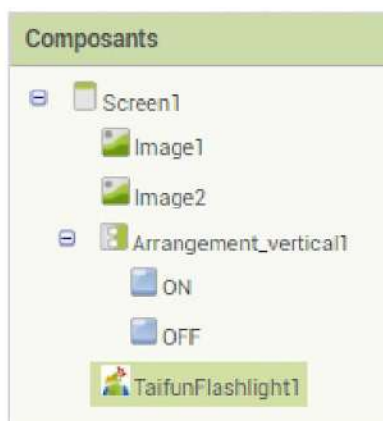 Composants
Screen1
Image1
Image2
Arrangement_vertical1
ON
OFF
TaifunFlashlight1